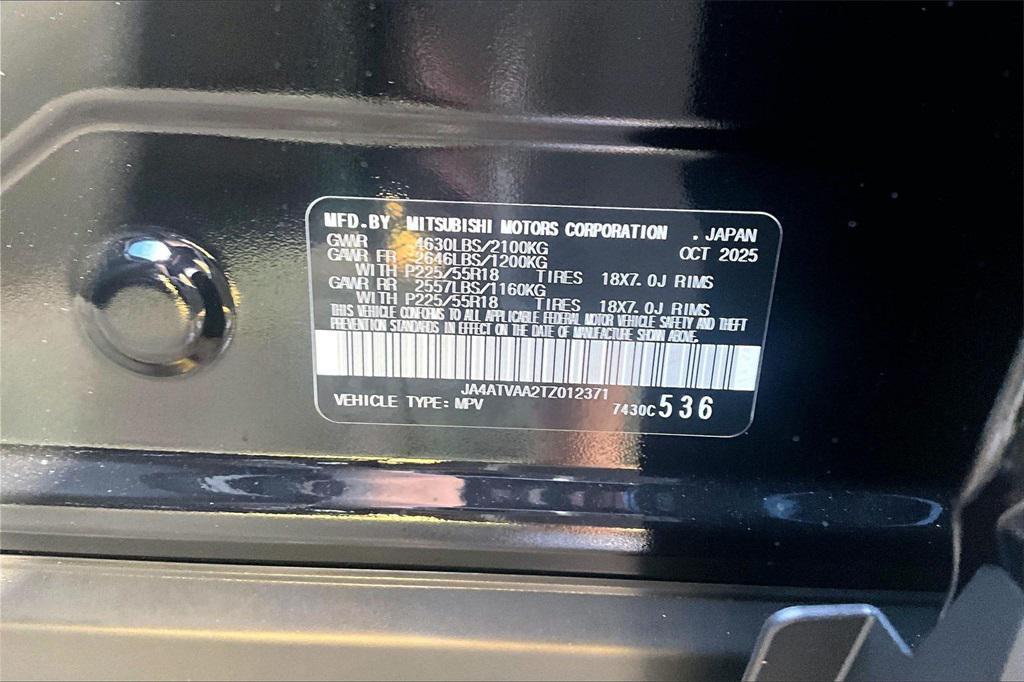 MFD.BY MITSUBISHI MOTORS CORPORATION . JAPAN
GVWR 4630LBS/2100KG OCT 2025
GAWR FR 2646LBS/1200KG
WITH P225/55R18 TIRES 18X7.0J RIMS
GAWR RR 2557LBS/1160KG
WITH P225/55R18 TIRES 18X7.0J RIMS
THIS VEHICLE CONFORMS TO ALL APPLICABLE FEDERAL MOTOR VEHICLE SAFETY AND THEFT
PREVENTION STANDARDS IN EFFECT ON THE DATE OF MANUFACTURE SHOWN ABOVE.
JA4ATVAA2TZ012371
VEHICLE TYPE: MPV 7430C 536